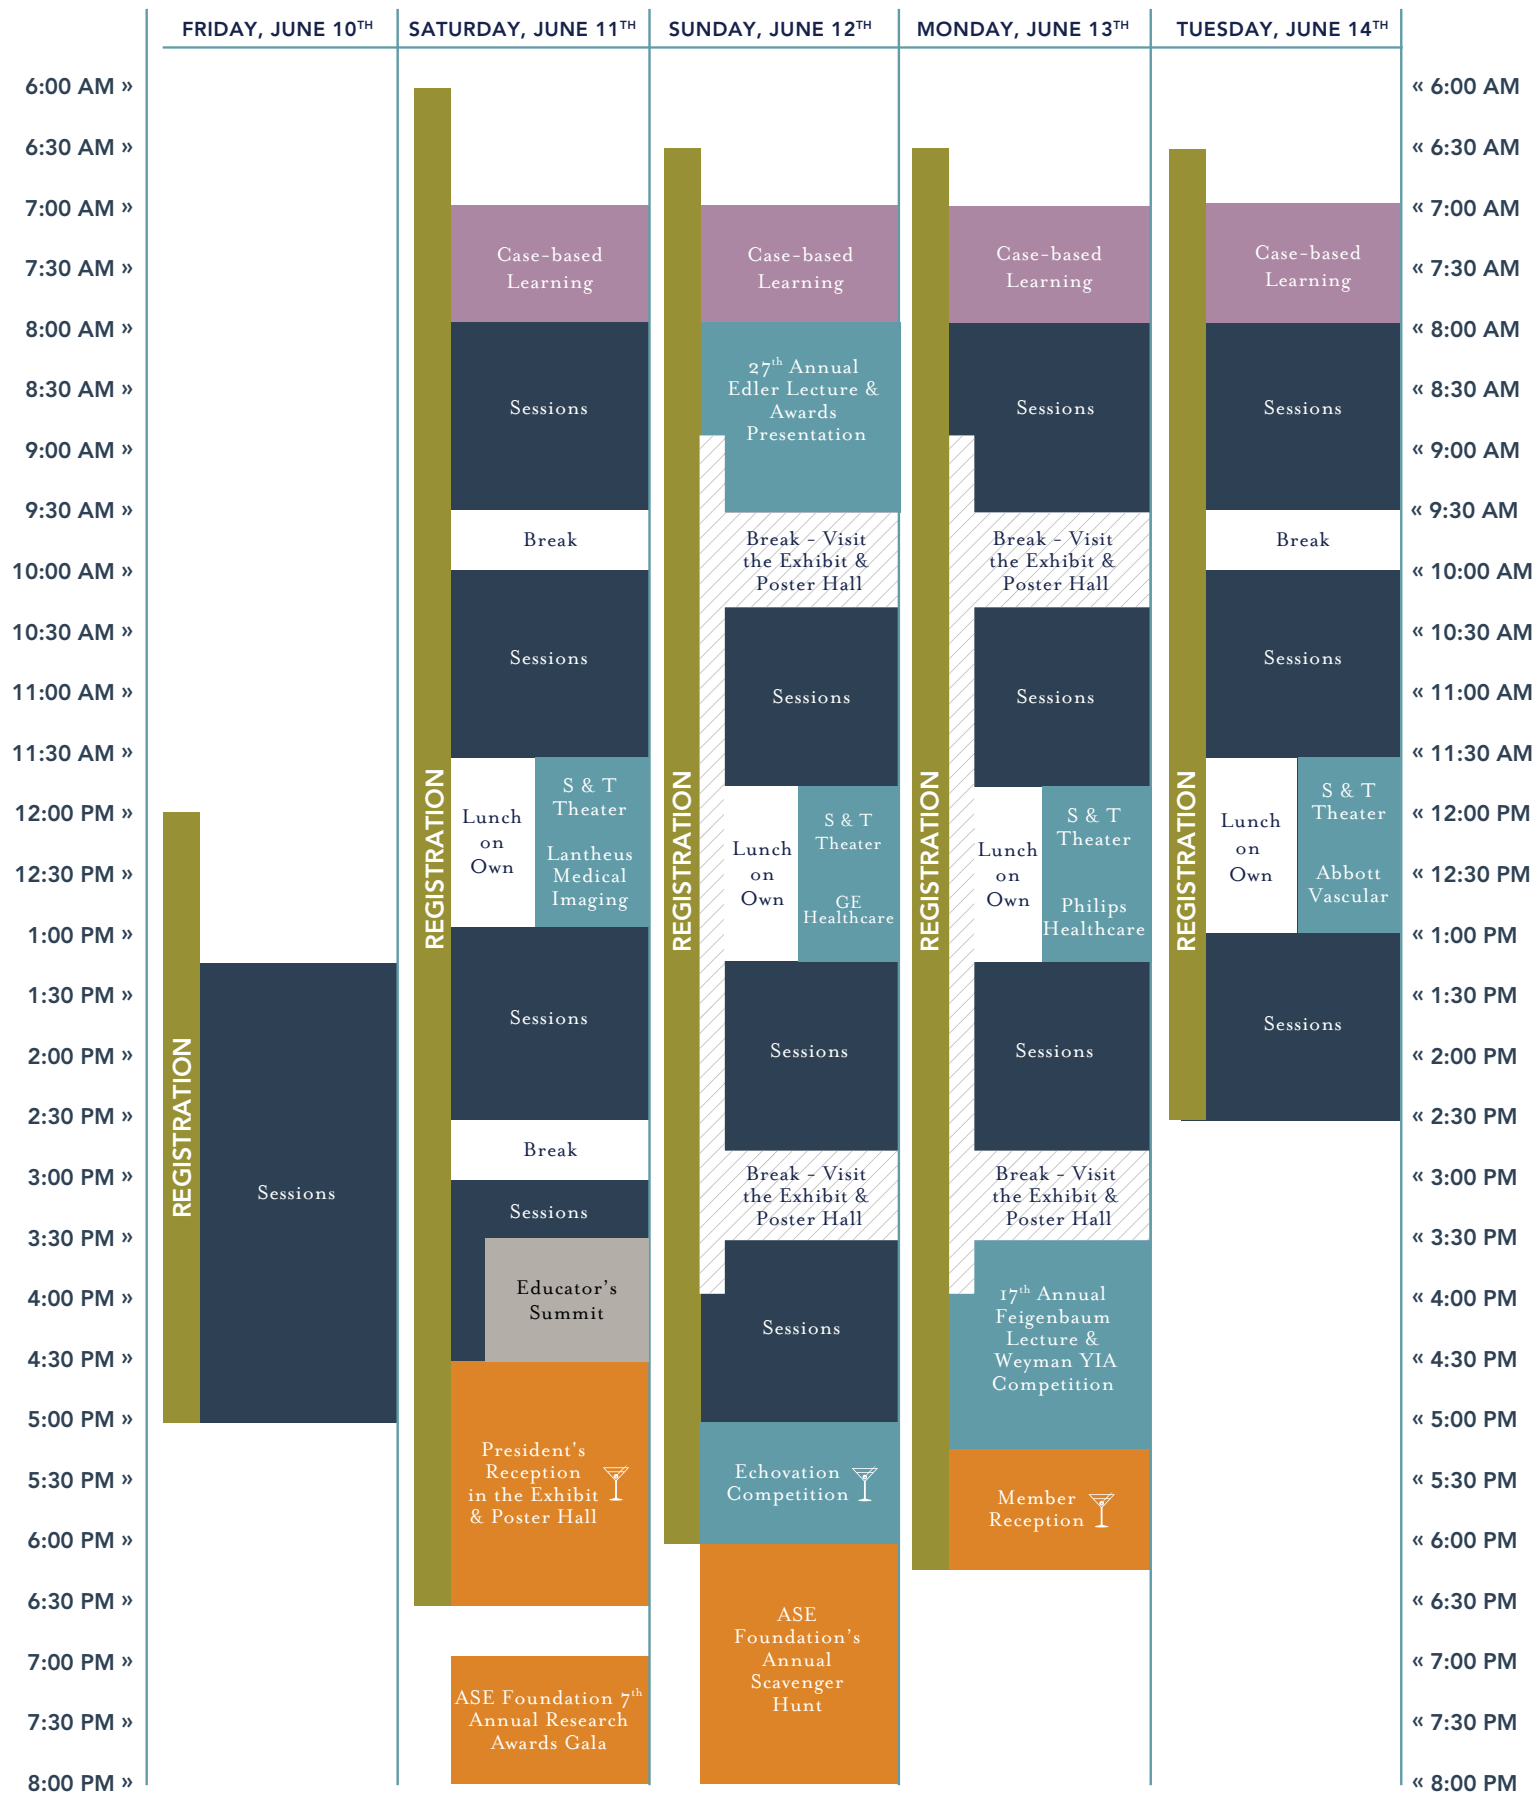 FRIDAY, JUNE 10TH
SATURDAY, JUNE 11TH
SUNDAY, JUNE 12TH
MONDAY, JUNE 13TH
TUESDAY, JUNE 14TH
6:00 AM »
6:30 AM »
7:00 AM »
7:30 AM »
8:00 AM »
8:30 AM »
9:00 AM »
9:30 AM »
10:00 AM »
10:30 AM »
11:00 AM »
11:30 AM »
12:00 PM »
12:30 PM »
1:00 PM »
1:30 PM »
2:00 PM »
2:30 PM »
3:00 PM »
3:30 PM »
4:00 PM »
4:30 PM »
5:00 PM »
5:30 PM »
6:00 PM »
6:30 PM »
7:00 PM »
7:30 PM »
8:00 PM »
REGISTRATION
Sessions
REGISTRATION
Case-based
Learning
Sessions
Break
Sessions
Lunch
on
Own
S & T
Theater
Lantheus
Medical
Imaging
Sessions
Break
Sessions
Educator's
Summit
President's
Reception
in the Exhibit
& Poster Hall
ASE Foundation 7th
Annual Research
Awards Gala
REGISTRATION
Case-based
Learning
27th Annual
Edler Lecture &
Awards
Presentation
Break - Visit
the Exhibit &
Poster Hall
Sessions
Lunch
on
Own
S & T
Theater
GE
Healthcare
Sessions
Break - Visit
the Exhibit &
Poster Hall
Sessions
Echovation
Competition
ASE
Foundation's
Annual
Scavenger
Hunt
REGISTRATION
Case-based
Learning
Sessions
Break - Visit
the Exhibit &
Poster Hall
Sessions
Lunch
on
Own
S & T
Theater
Philips
Healthcare
Sessions
Break - Visit
the Exhibit &
Poster Hall
17th Annual
Feigenbaum
Lecture &
Weyman YIA
Competition
Member
Reception
REGISTRATION
Case-based
Learning
Sessions
Break
Sessions
Lunch
on
Own
S & T
Theater
Abbott
Vascular
Sessions
« 6:00 AM
« 6:30 AM
« 7:00 AM
« 7:30 AM
« 8:00 AM
« 8:30 AM
« 9:00 AM
« 9:30 AM
« 10:00 AM
« 10:30 AM
« 11:00 AM
« 11:30 AM
« 12:00 PM
« 12:30 PM
« 1:00 PM
« 1:30 PM
« 2:00 PM
« 2:30 PM
« 3:00 PM
« 3:30 PM
« 4:00 PM
« 4:30 PM
« 5:00 PM
« 5:30 PM
« 6:00 PM
« 6:30 PM
« 7:00 PM
« 7:30 PM
« 8:00 PM